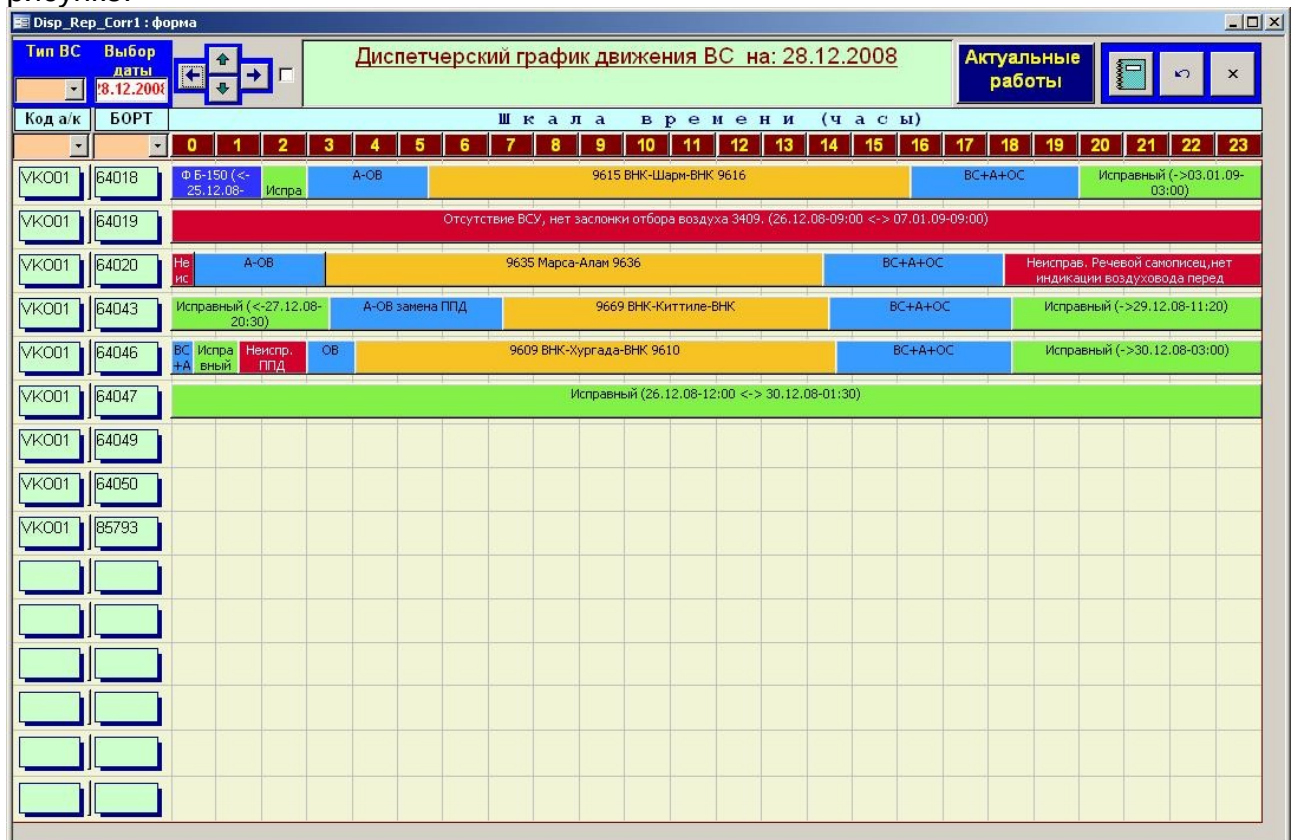 рисунке.
Disp_Rep_Corr1 : форма
Тип ВС Выбор даты
28.12.2008
Диспетчерский график движения ВС на: 28.12.2008
Актуальные работы
Код а/к БОРТ Шкала времени (часы)
0 1 2 3 4 5 6 7 8 9 10 11 12 13 14 15 16 17 18 19 20 21 22 23
VKO01 64018 Ф Б-150 (<- 25.12.08- Испра А-ОВ 9615 ВНК-Шарм-ВНК 9616 ВС+А+ОС Исправный (->03.01.09-03:00)
VKO01 64019 Отсутствие ВСУ, нет заслонки отбора воздуха 3409. (26.12.08-09:00 <-> 07.01.09-09:00)
VKO01 64020 Не ис А-ОВ 9635 Марса-Алам 9636 ВС+А+ОС Неисправ. Речевой самописец,нет индикации воздуховода перед
VKO01 64043 Исправный (<-27.12.08-20:30) А-ОВ замена ППД 9669 ВНК-Киттиле-ВНК ВС+А+ОС Исправный (->29.12.08-11:20)
VKO01 64046 ВС +А Испра вный Неиспр. ППД ОВ 9609 ВНК-Хургада-ВНК 9610 ВС+А+ОС Исправный (->30.12.08-03:00)
VKO01 64047 Исправный (26.12.08-12:00 <-> 30.12.08-01:30)
VKO01 64049
VKO01 64050
VKO01 85793